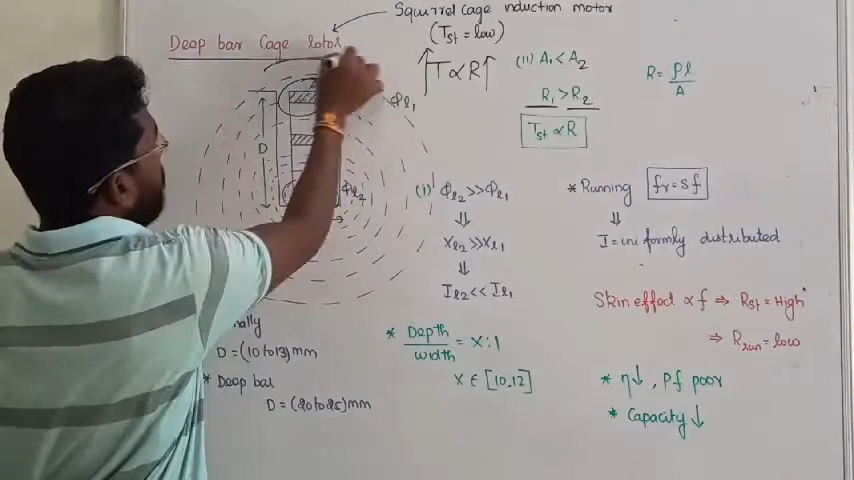 Squirrel cage induction motor
(Tst = low)
Deep bar Cage rotor
T ∝ R
(ii) A1 < A2
R1 > R2
Tst ∝ R
R = ρl/A
Φl1
D
Φl2
(i) Φl2 >> Φl1
⇓
Xl2 >> Xl1
⇓
Il2 << Il1
* Running fr = sf
⇓
I = uniformly distributed
Skin effect ∝ f ⇒ Rst = High
⇒ Rrun = low
D = (10 to 13) mm
* Deep bar
D = (20 to 25) mm
* Depth/width = x : 1
x ∈ [10,12]
* η↓, Pf poor
* Capacity ↓